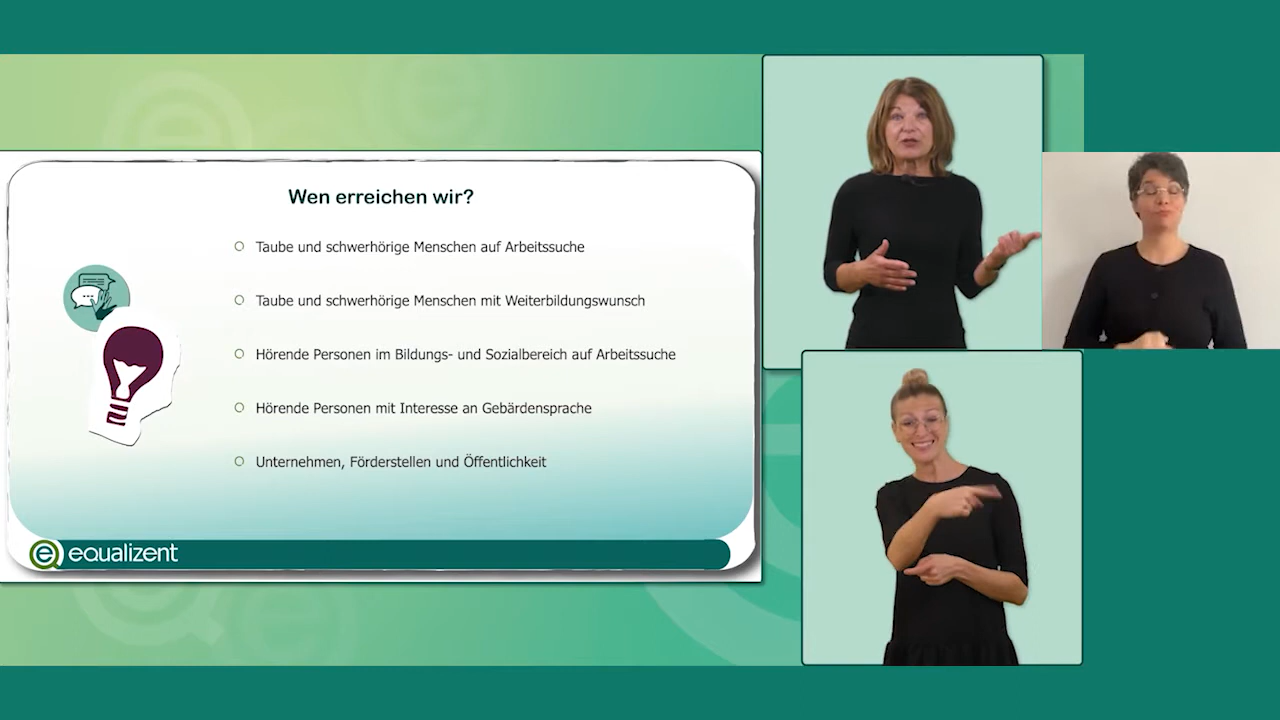 Wen erreichen wir?
Taube und schwerhörige Menschen auf Arbeitssuche
Taube und schwerhörige Menschen mit Weiterbildungswunsch
Hörende Personen im Bildungs- und Sozialbereich auf Arbeitssuche
Hörende Personen mit Interesse an Gebärdensprache
Unternehmen, Förderstellen und Öffentlichkeit
e equalizent